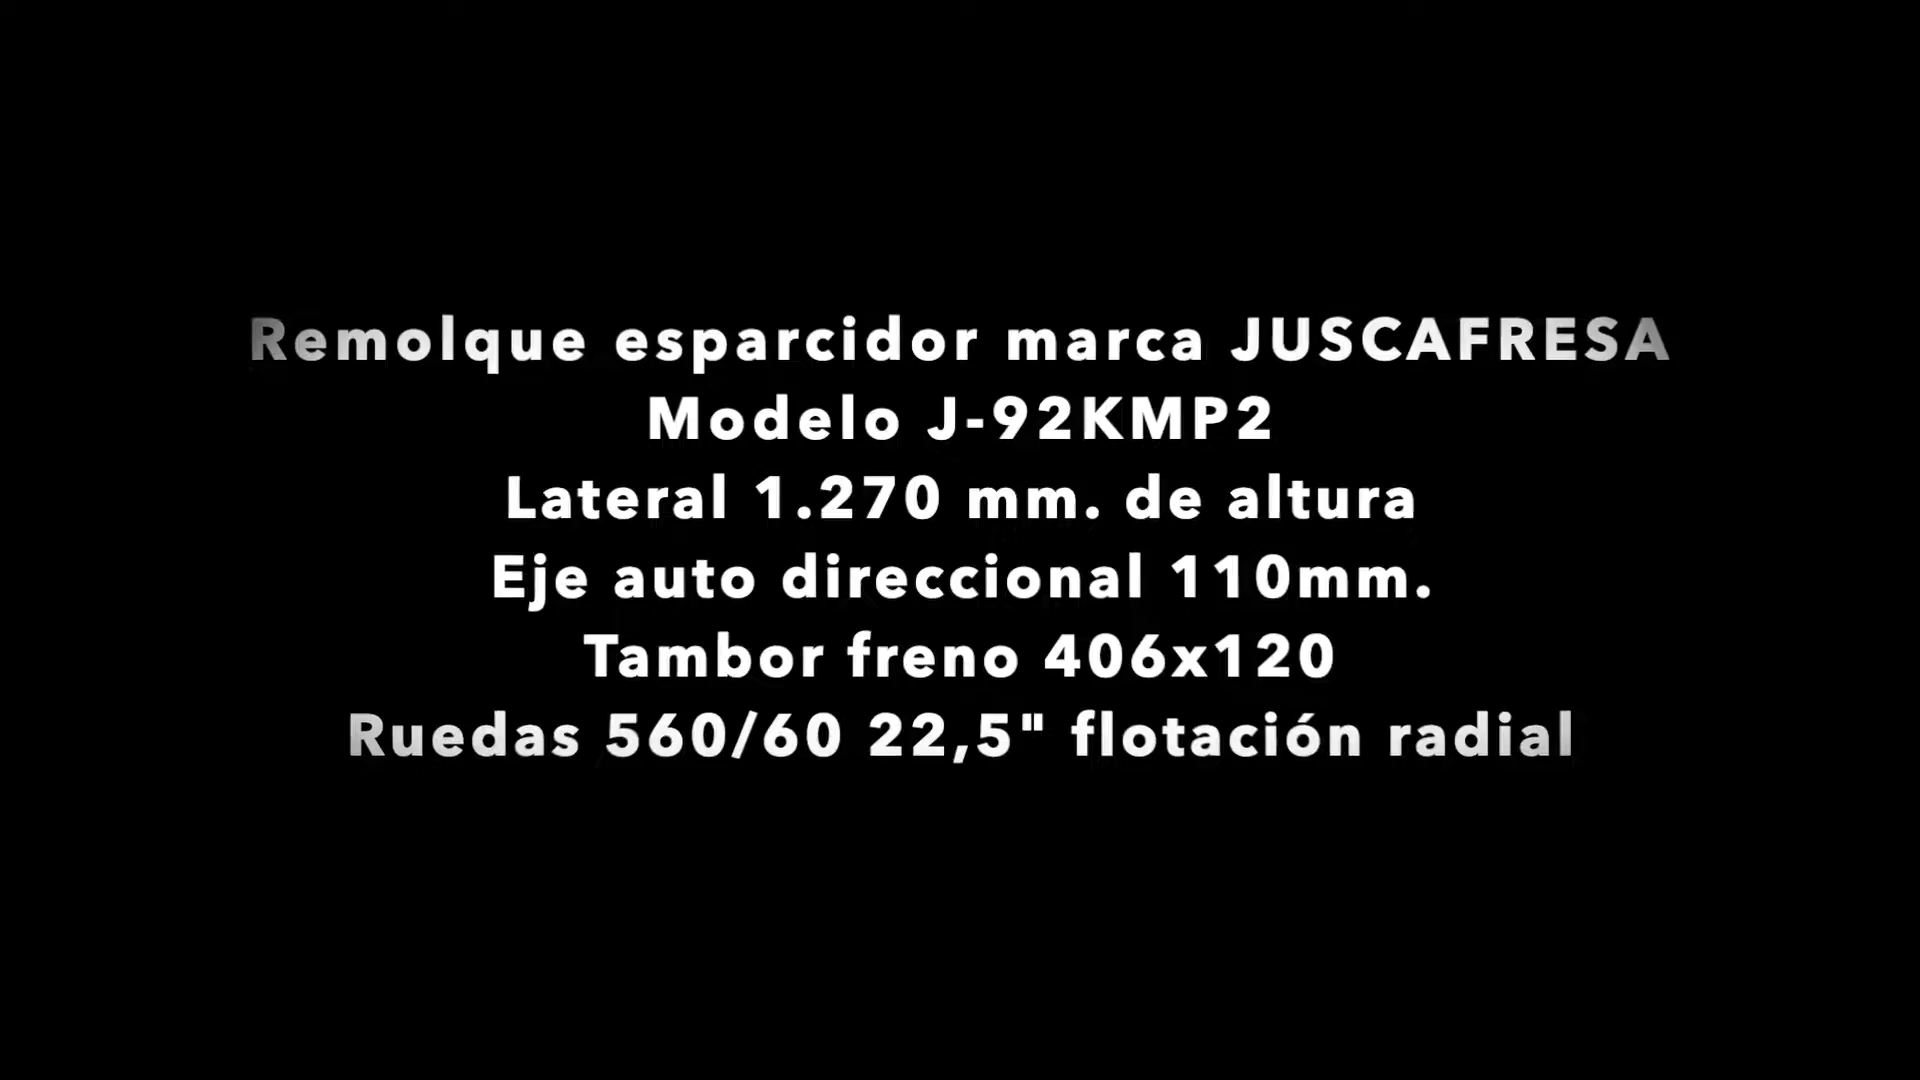 Remolque esparcidor marca JUSCAFRESA
Modelo J-92KMP2
Lateral 1.270 mm. de altura
Eje auto direccional 110mm.
Tambor freno 406x120
Ruedas 560/60 22,5" flotación radial